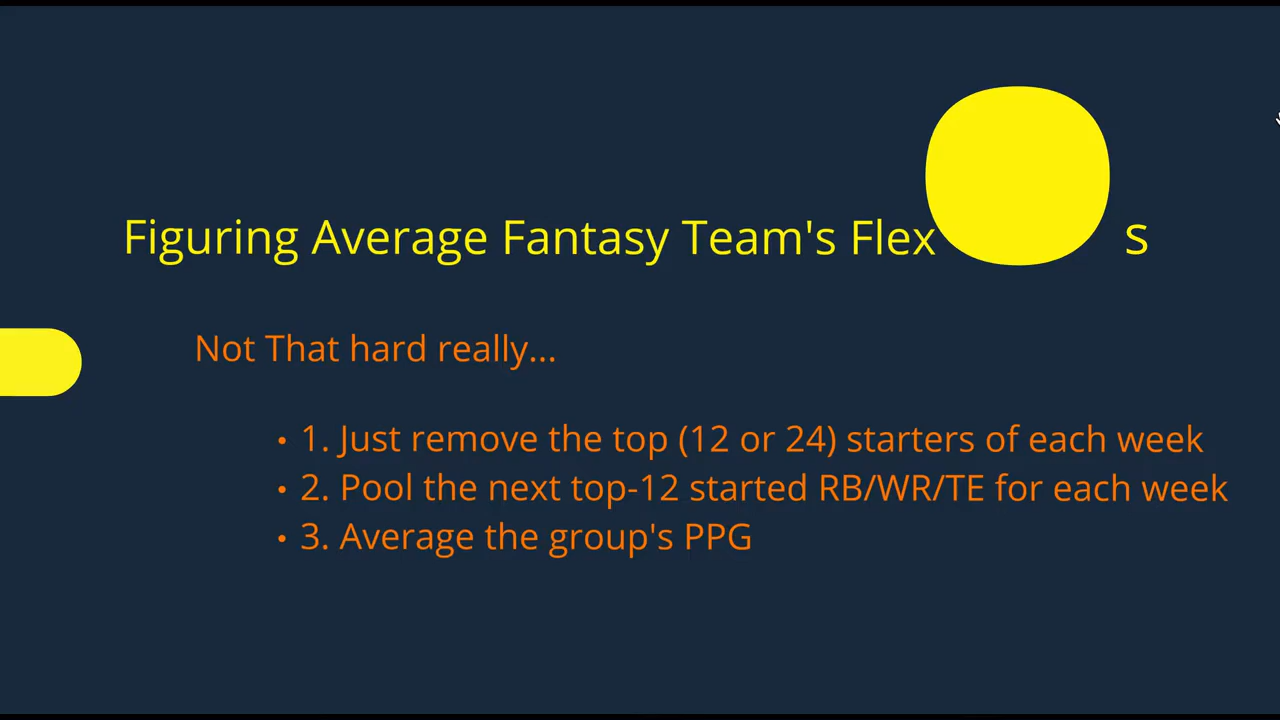 Figuring Average Fantasy Team's Flex s
Not That hard really...
• 1. Just remove the top (12 or 24) starters of each week
• 2. Pool the next top-12 started RB/WR/TE for each week
• 3. Average the group's PPG